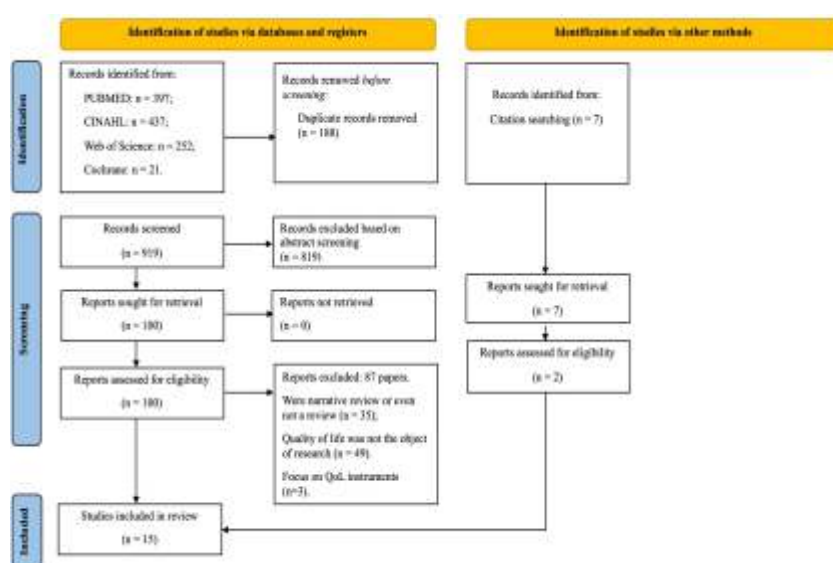 Identification of studies via databases and registers
Identification of studies via other methods
Identification
Records identified from:
PUBMED: n = 397;
CINAHL: n = 437;
Web of Science: n = 252;
Cochrane: n = 21.
Records removed before
screening:
Duplicate records removed
(n = 188)
Records identified from:
Citation searching (n = 7)
Screening
Records screened
(n = 919)
Records excluded based on
abstract screening
(n = 819)
Reports sought for retrieval
(n = 100)
Reports not retrieved
(n = 0)
Reports sought for retrieval
(n = 7)
Reports assessed for eligibility
(n = 100)
Reports excluded: 87 papers.
Were narrative review or even
not a review (n = 35);
Quality of life was not the object
of research (n = 49).
Focus on QoL instruments
(n=3).
Reports assessed for eligibility
(n = 2)
Included
Studies included in review
(n = 15)